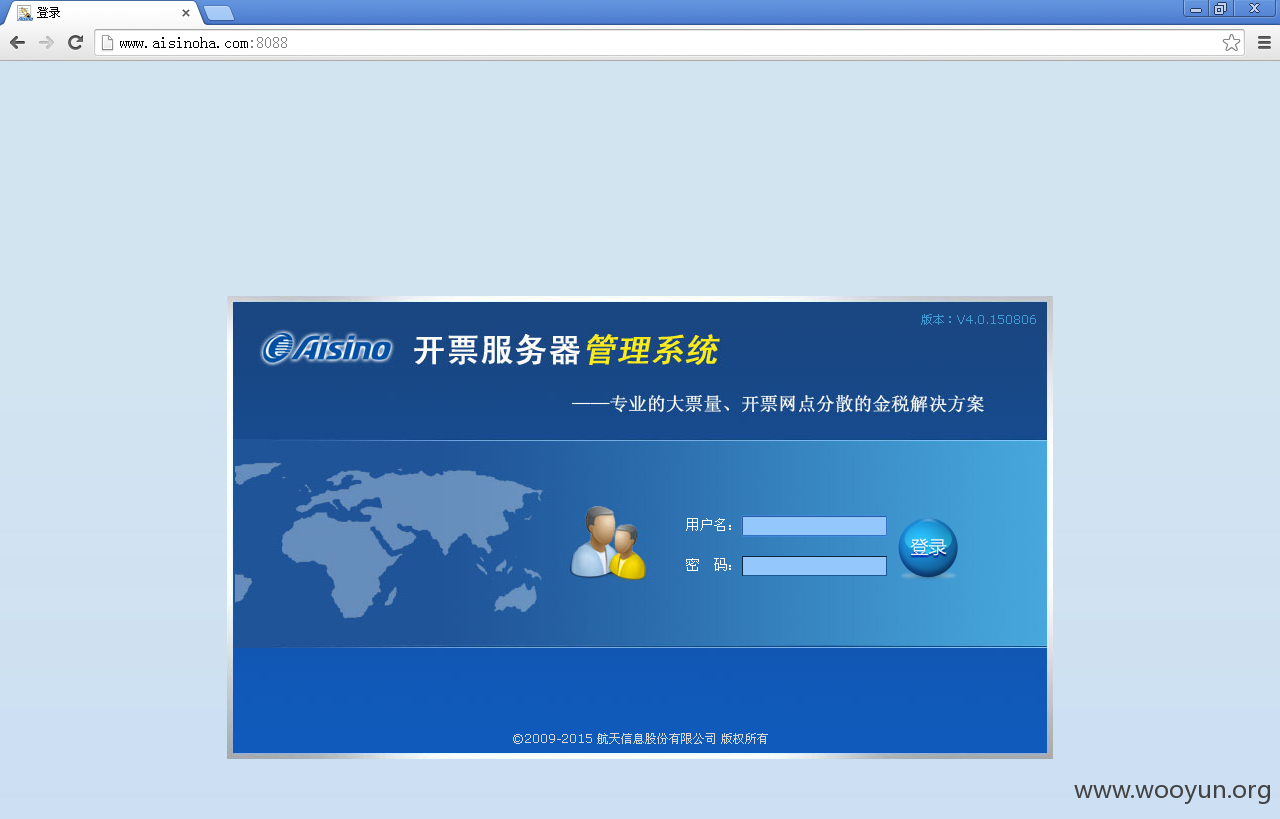 登录
www.aisinoha.com:8088
版本：V4.0.150806
Aisino 开票服务器管理系统
——专业的大票量、开票网点分散的金税解决方案
用户名：
密 码：
登录
©2009-2015 航天信息股份有限公司 版权所有
www.wooyun.org